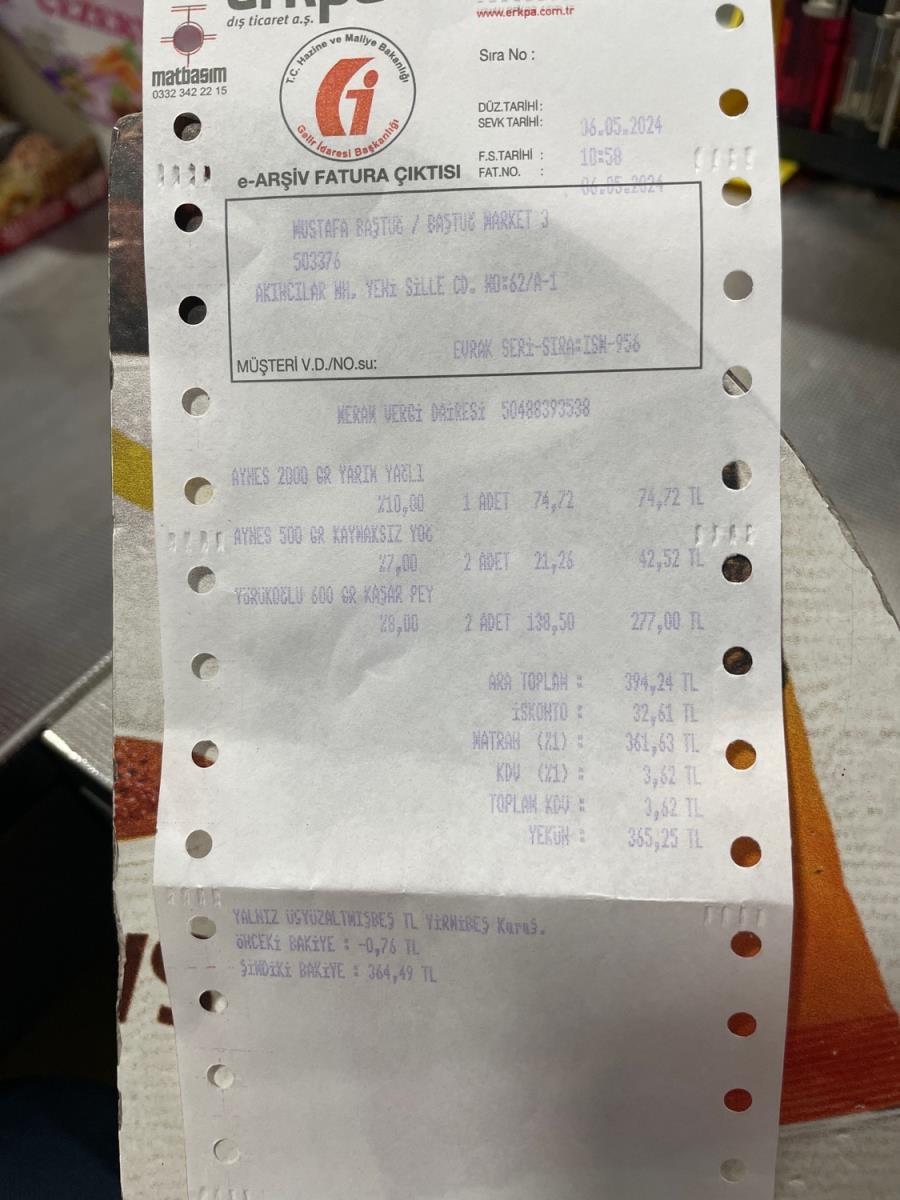 erkpa
dış ticaret a.ş.
www.erkpa.com.tr
matbasım
0332 342 22 15
T.C. Hazine ve Maliye Bakanlığı
Gelir İdaresi Başkanlığı
e-ARŞİV FATURA ÇIKTISI
Sıra No :
DÜZ.TARİHİ :
SEVK TARİHİ : 06.05.2024
F.S.TARİHİ : 10:58
FAT.NO. : 06.05.2024
MUSTAFA BAŞTUĞ / BAŞTUĞ MARKET 3
503376
AKINCILAR MH. YENİ SİLLE CD. NO:62/A-1
EVRAK SERİ-SIRA:ISM-956
MÜŞTERİ V.D./NO.su:
MERAM VERGİ DAİRESİ 50488393538
AYNES 2000 GR YARIM YAĞLI
%10,00 1 ADET 74,72 74,72 TL
AYNES 500 GR KAYMAKSIZ YOĞ
%7,00 2 ADET 21,26 42,52 TL
YÖRÜKOĞLU 600 GR KAŞAR PEY
%8,00 2 ADET 138,50 277,00 TL
ARA TOPLAM : 394,24 TL
İSKONTO : 32,61 TL
MATRAH (%1) : 361,63 TL
KDV (%1) : 3,62 TL
TOPLAM KDV : 3,62 TL
YEKÜN : 365,25 TL
YALNIZ ÜÇYÜZALTMIŞBEŞ TL YİRMİBEŞ Kuruş.
ÖNCEKİ BAKİYE : -0,76 TL
ŞİMDİKİ BAKİYE : 364,49 TL